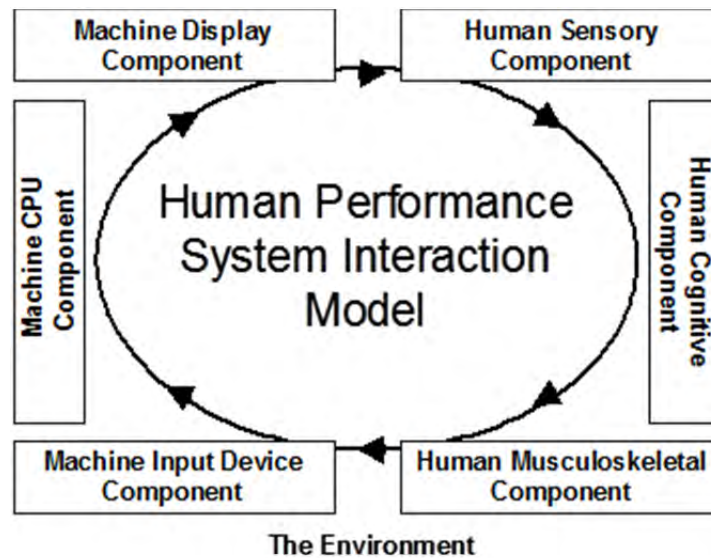 Machine Display
Component
Human Sensory
Component
Machine CPU
Component
Human Performance
System Interaction
Model
Human Cognitive
Component
Machine Input Device
Component
Human Musculoskeletal
Component
The Environment